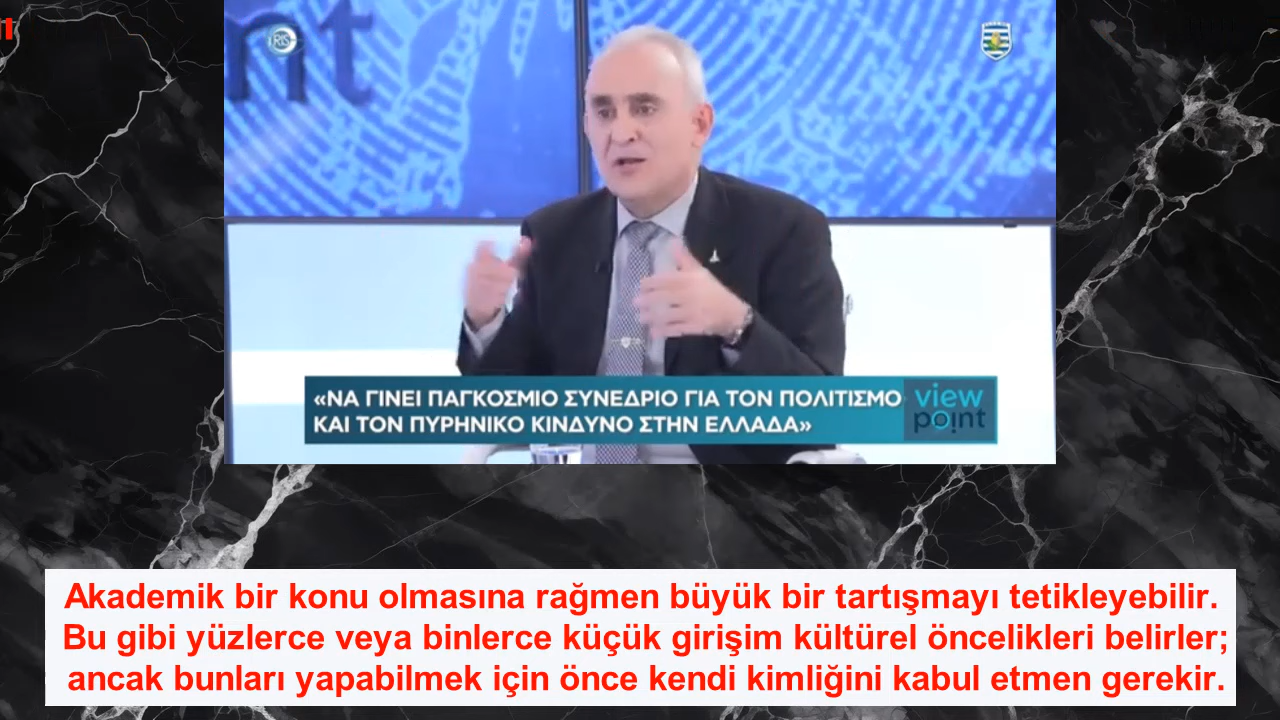 nt
IRIS
«ΝΑ ΓΙΝΕΙ ΠΑΓΚΟΣΜΙΟ ΣΥΝΕΔΡΙΟ ΓΙΑ ΤΟΝ ΠΟΛΙΤΙΣΜΟ
ΚΑΙ ΤΟΝ ΠΥΡΗΝΙΚΟ ΚΙΝΔΥΝΟ ΣΤΗΝ ΕΛΛΑΔΑ»
view
point
Akademik bir konu olmasına rağmen büyük bir tartışmayı tetikleyebilir.
Bu gibi yüzlerce veya binlerce küçük girişim kültürel öncelikleri belirler;
ancak bunları yapabilmek için önce kendi kimliğini kabul etmen gerekir.